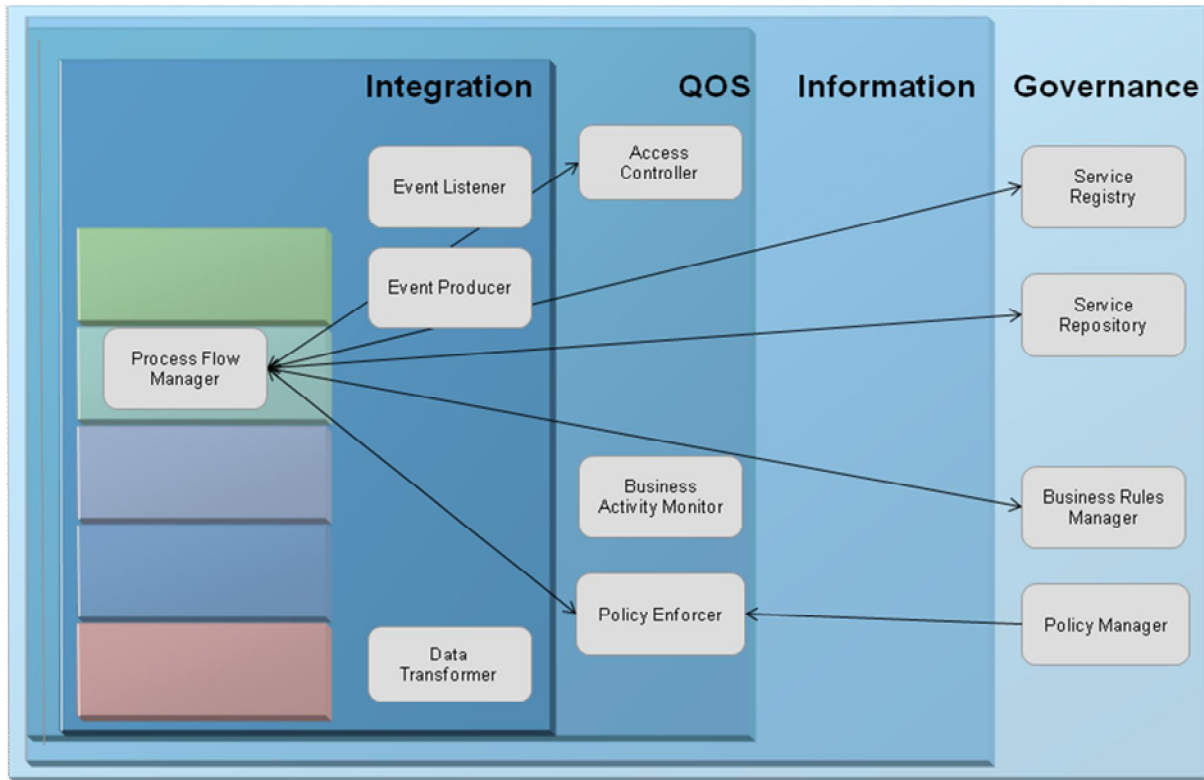 Integration
QOS
Information
Governance
Event Listener
Access
Controller
Service
Registry
Event Producer
Service
Repository
Process Flow
Manager
Business
Activity Monitor
Business Rules
Manager
Policy Enforcer
Policy Manager
Data
Transformer